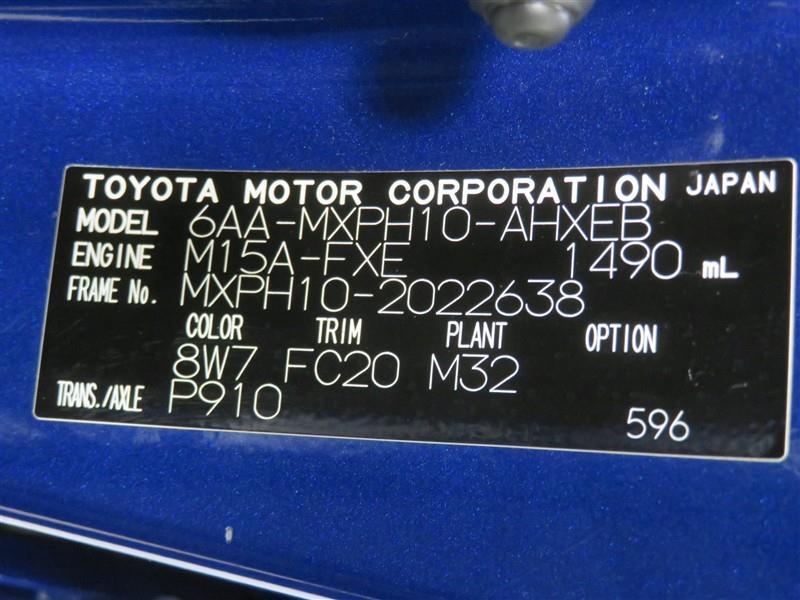 TOYOTA MOTOR CORPORATION JAPAN
MODEL 6AA-MXPH10-AHXEB
ENGINE M15A-FXE 1490 mL
FRAME No. MXPH10-2022638
COLOR TRIM PLANT OPTION
8W7 FC20 M32
TRANS./AXLE P910
596